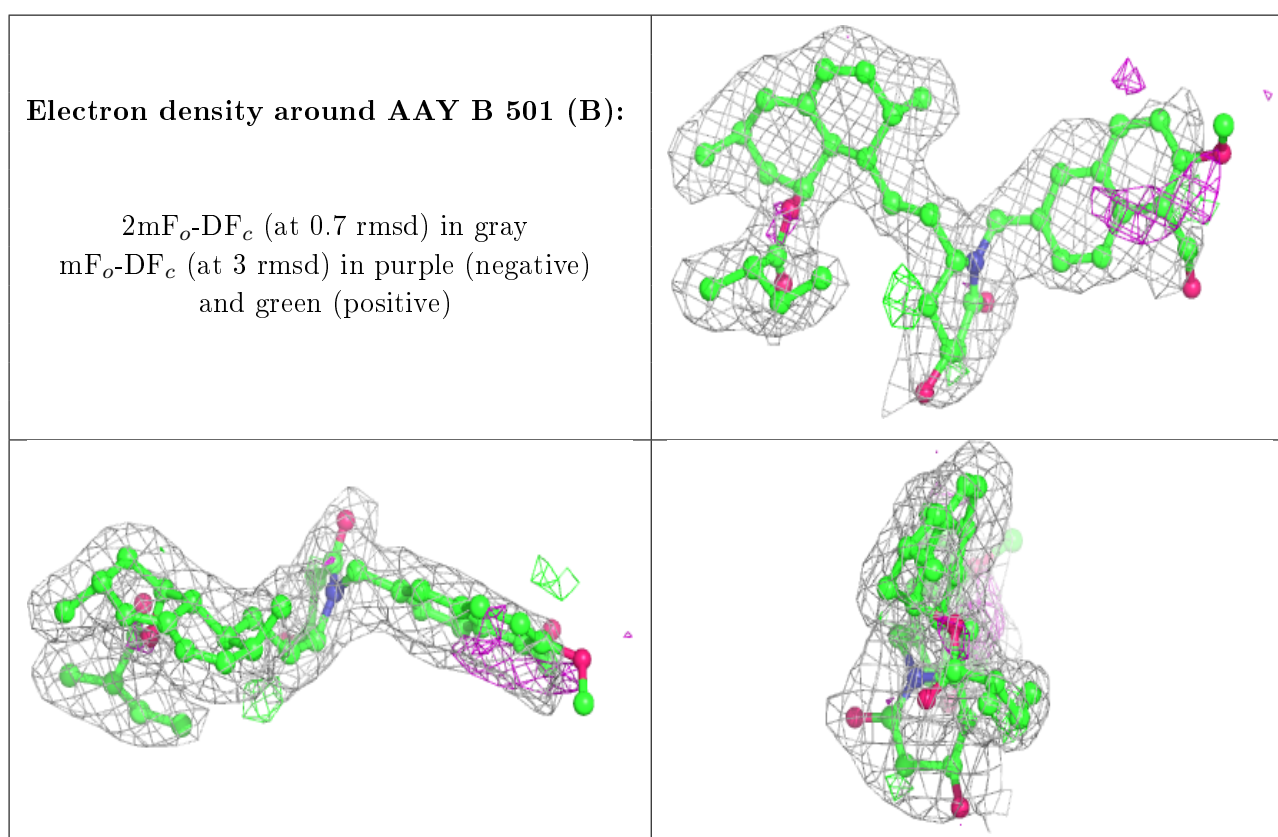 Electron density around AAY B 501 (B):
2mFₒ-DF𝒸 (at 0.7 rmsd) in gray
mFₒ-DF𝒸 (at 3 rmsd) in purple (negative)
and green (positive)